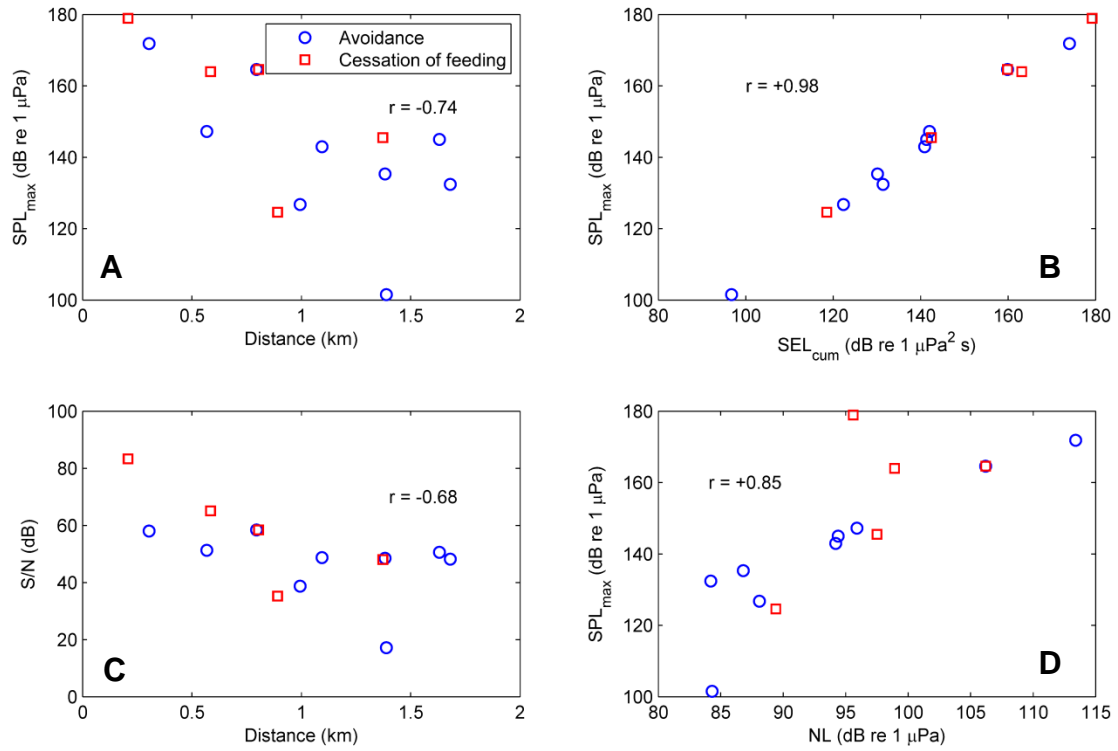 180
160
140
120
100
SPLmax (dB re 1 μPa)
Avoidance
Cessation of feeding
r = -0.74
A
0 0.5 1 1.5 2
Distance (km)
180
160
140
120
100
SPLmax (dB re 1 μPa)
r = +0.98
B
80 100 120 140 160 180
SELcum (dB re 1 μPa² s)
100
80
60
40
20
0
S/N (dB)
r = -0.68
C
0 0.5 1 1.5 2
Distance (km)
180
160
140
120
100
SPLmax (dB re 1 μPa)
r = +0.85
D
80 85 90 95 100 105 110 115
NL (dB re 1 μPa)